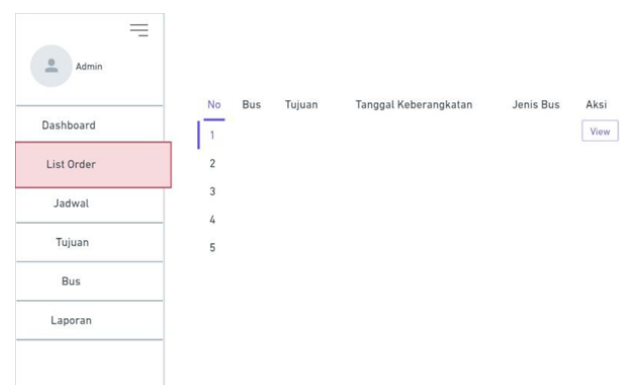 Admin
Dashboard
List Order
Jadwal
Tujuan
Bus
Laporan
No Bus Tujuan Tanggal Keberangkatan Jenis Bus Aksi
1 View
2
3
4
5